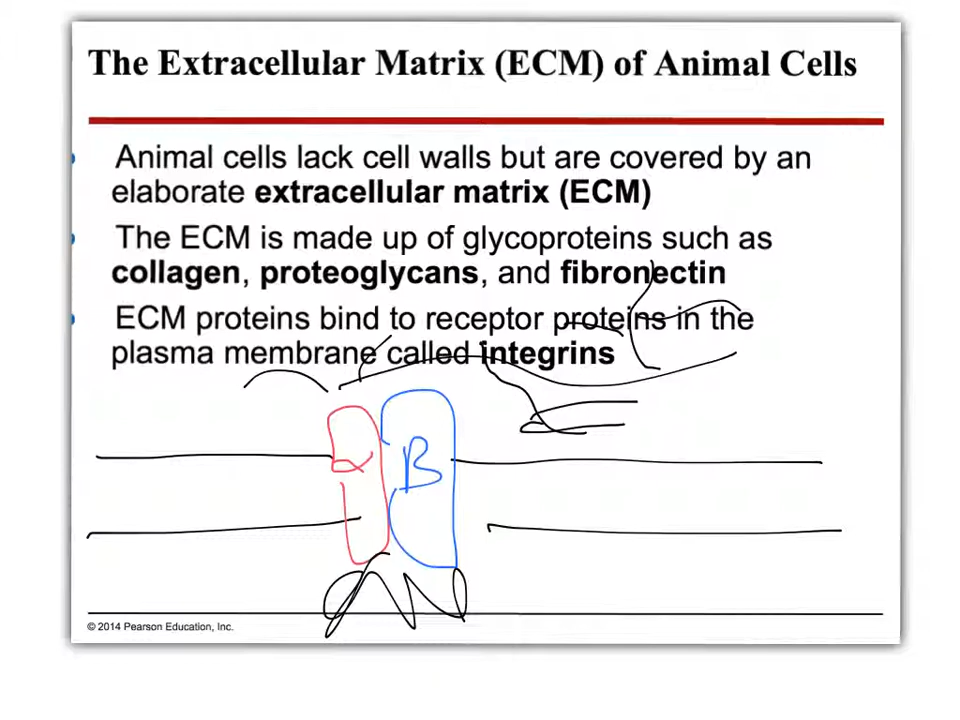 The Extracellular Matrix (ECM) of Animal Cells
Animal cells lack cell walls but are covered by an
elaborate extracellular matrix (ECM)
The ECM is made up of glycoproteins such as
collagen, proteoglycans, and fibronectin
ECM proteins bind to receptor proteins in the
plasma membrane called integrins
α B
© 2014 Pearson Education, Inc.